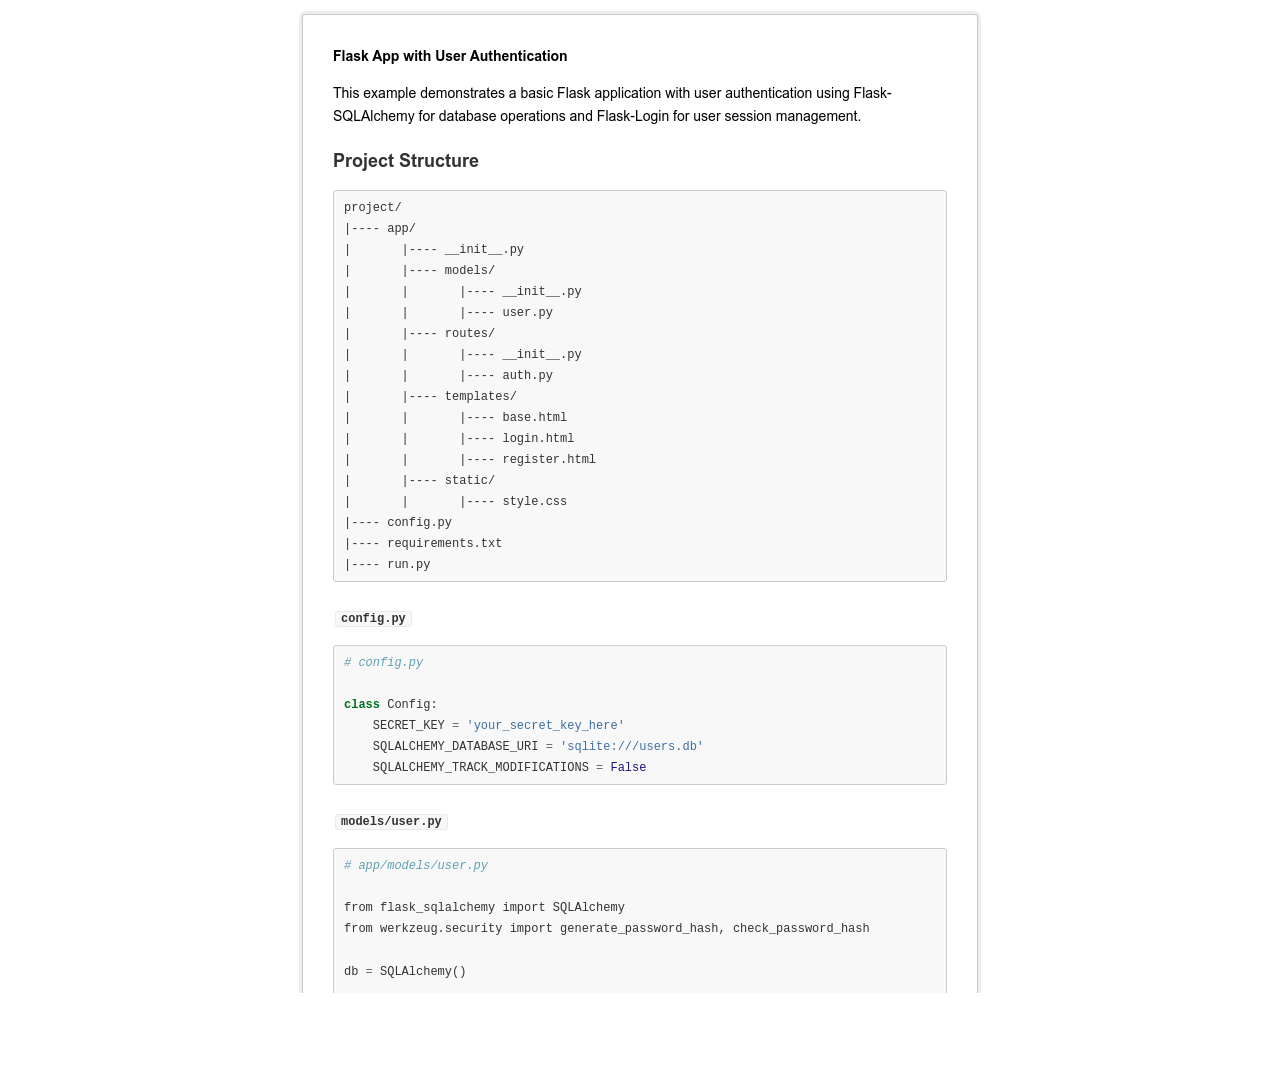 Flask App with User Authentication
This example demonstrates a basic Flask application with user authentication using Flask-
SQLAlchemy for database operations and Flask-Login for user session management.
Project Structure
project/
|---- app/
|       |---- __init__.py
|       |---- models/
|       |       |---- __init__.py
|       |       |---- user.py
|       |---- routes/
|       |       |---- __init__.py
|       |       |---- auth.py
|       |---- templates/
|       |       |---- base.html
|       |       |---- login.html
|       |       |---- register.html
|       |---- static/
|       |       |---- style.css
|---- config.py
|---- requirements.txt
|---- run.py
config.py
# config.py
class Config:
    SECRET_KEY = 'your_secret_key_here'
    SQLALCHEMY_DATABASE_URI = 'sqlite:///users.db'
    SQLALCHEMY_TRACK_MODIFICATIONS = False
models/user.py
# app/models/user.py
from flask_sqlalchemy import SQLAlchemy
from werkzeug.security import generate_password_hash, check_password_hash
db = SQLAlchemy()